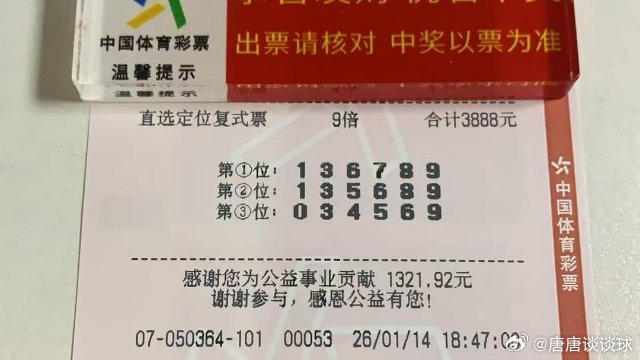 中国体育彩票
温馨提示
出票请核对 中奖以票为准
直选定位复式票 9倍 合计3888元
第①位: 1 3 6 7 8 9
第②位: 1 3 5 6 8 9
第③位: 0 3 4 5 6 9
感谢您为公益事业贡献 1321.92元
谢谢参与，感恩公益有您!
07-050364-101 00053 26/01/14 18:47:0
中国体育彩票
@唐唐谈谈球